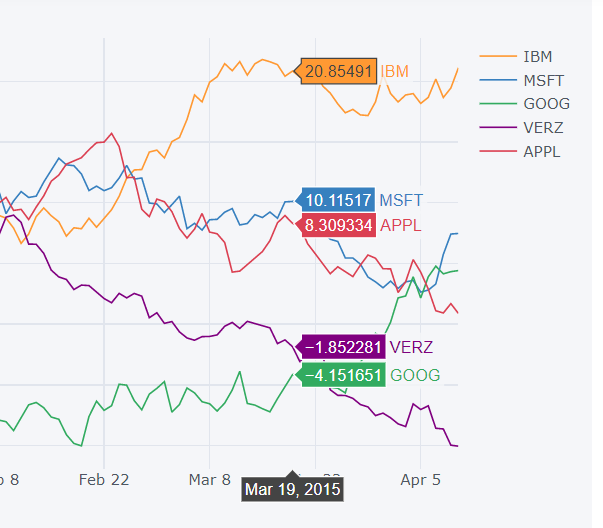 IBM
MSFT
GOOG
VERZ
APPL
20.85491 IBM
10.11517 MSFT
8.309334 APPL
−1.852281 VERZ
−4.151651 GOOG
8 Feb 22 Mar 8 22 Apr 5
Mar 19, 2015